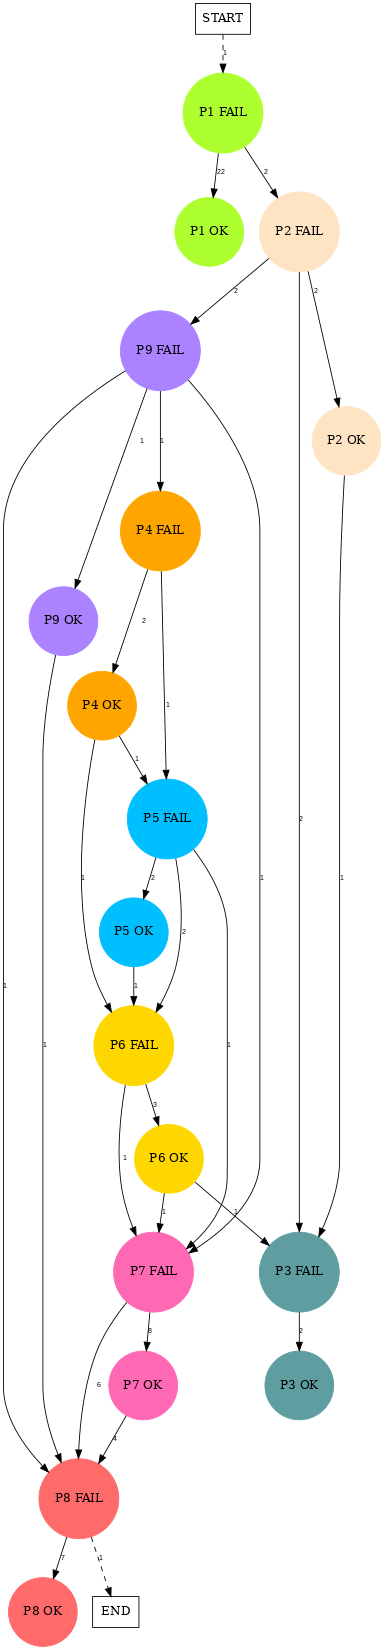 START
1
P1 FAIL
22
2
P1 OK
P2 FAIL
2
2
P9 FAIL
P2 OK
1
1
P4 FAIL
P9 OK
2
P4 OK
1
1
P5 FAIL
2
1
1
2
1
1
P5 OK
2
1
1
1
P6 FAIL
1
3
P6 OK
1
1
P7 FAIL
P3 FAIL
8
2
6
P7 OK
P3 OK
4
P8 FAIL
7
1
P8 OK
END